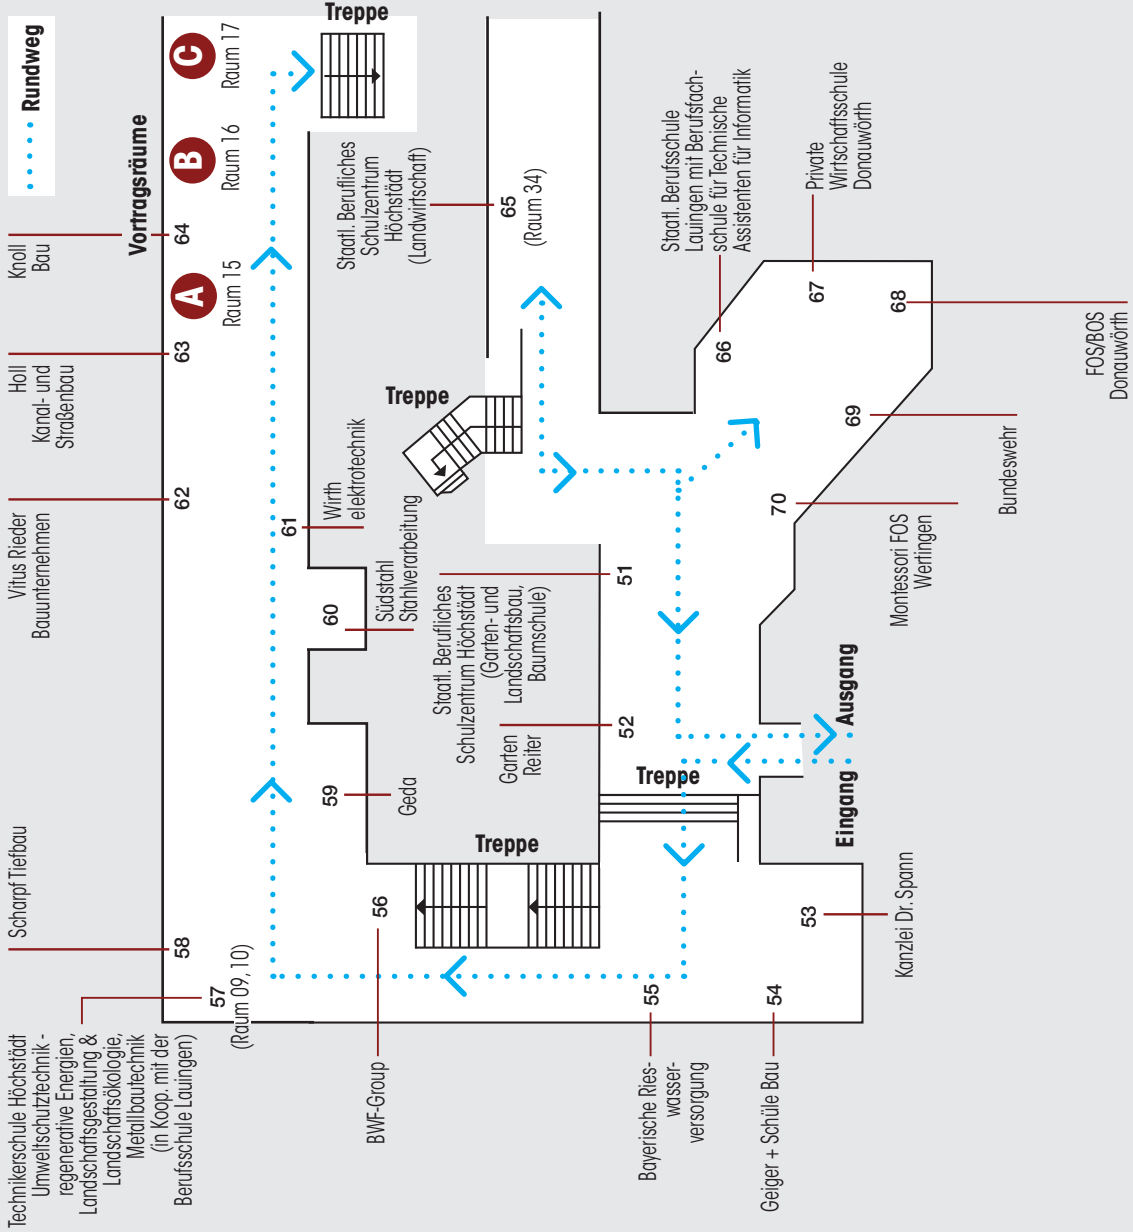 Rundweg
Treppe
Vortragsräume
C
Raum 17
B
Raum 16
A
Raum 15
Knoll
Bau
64
Holl
Kanal- und
Straßenbau
63
Vitus Rieder
Bauunternehmen
62
Scharpf Tiefbau
58
Technikerschule Höchstädt
Umweltschutztechnik -
regenerative Energien,
Landschaftsgestaltung &
Landschaftsökologie,
Metallbautechnik
(in Koop. mit der
Berufsschule Lauingen)
57
(Raum 09, 10)
61
Wirth
elektrotechnik
60
Südstahl
Stahlverarbeitung
59
Geda
56
BWF-Group
Treppe
Staatl. Berufliches
Schulzentrum
Höchstädt
(Landwirtschaft)
65
(Raum 34)
Treppe
Staatl. Berufliches
Schulzentrum Höchstädt
(Garten- und
Landschaftsbau,
Baumschule)
51
Garten
Reiter
52
Treppe
55
Bayerische Ries-
wasser-
versorgung
54
Geiger + Schüle Bau
53
Kanzlei Dr. Spann
Eingang
Ausgang
Staatl. Berufsschule
Lauingen mit Berufsfach-
schule für Technische
Assistenten für Informatik
66
Private
Wirtschaftsschule
Donauwörth
67
68
FOS/BOS
Donauwörth
69
Bundeswehr
70
Montessori FOS
Wertingen